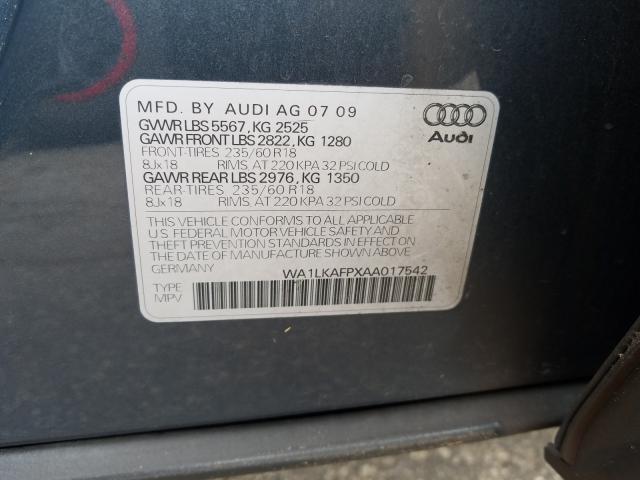 MFD. BY AUDI AG 07 09
GVWR LBS 5567, KG 2525
GAWR FRONT LBS 2822, KG 1280
FRONT-TIRES 235/60 R18
8Jx18 RIMS AT 220 KPA 32 PSI COLD
GAWR REAR LBS 2976, KG 1350
REAR-TIRES 235/60 R18
8Jx18 RIMS AT 220 KPA 32 PSI COLD
Audi
THIS VEHICLE CONFORMS TO ALL APPLICABLE
U.S. FEDERAL MOTOR VEHICLE SAFETY AND
THEFT PREVENTION STANDARDS IN EFFECT ON
THE DATE OF MANUFACTURE SHOWN ABOVE.
GERMANY
WA1LKAFPXAA017542
TYPE
MPV